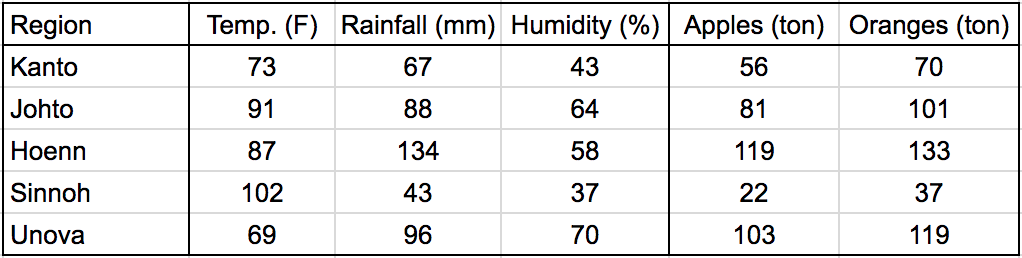 Region Temp. (F) Rainfall (mm) Humidity (%) Apples (ton) Oranges (ton)
Kanto 73 67 43 56 70
Johto 91 88 64 81 101
Hoenn 87 134 58 119 133
Sinnoh 102 43 37 22 37
Unova 69 96 70 103 119